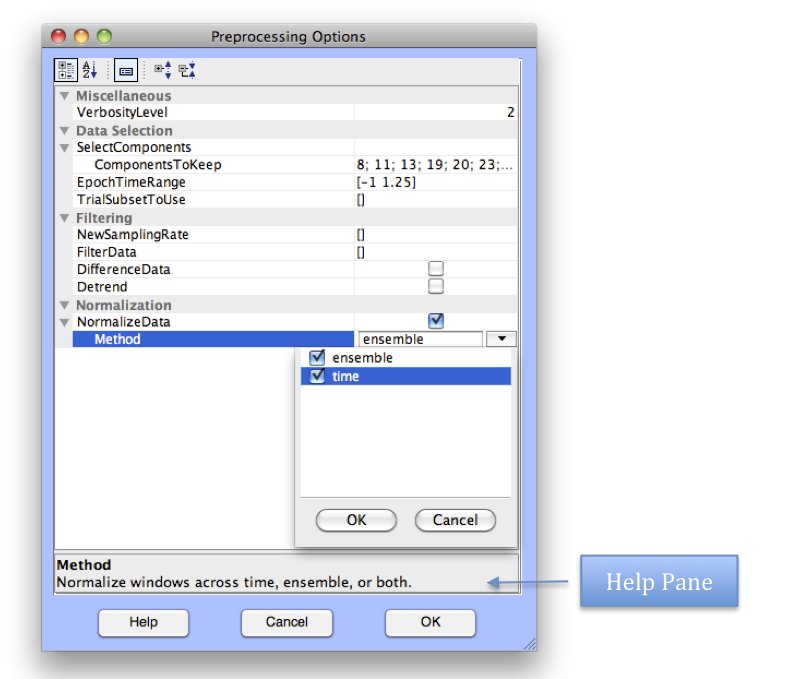 Preprocessing Options
Miscellaneous
VerbosityLevel 2
Data Selection
SelectComponents
ComponentsToKeep 8; 11; 13; 19; 20; 23;...
EpochTimeRange [-1 1.25]
TrialSubsetToUse []
Filtering
NewSamplingRate []
FilterData []
DifferenceData
Detrend
Normalization
NormalizeData
Method ensemble
ensemble
time
OK Cancel
Method
Normalize windows across time, ensemble, or both.
Help Pane
Help Cancel OK